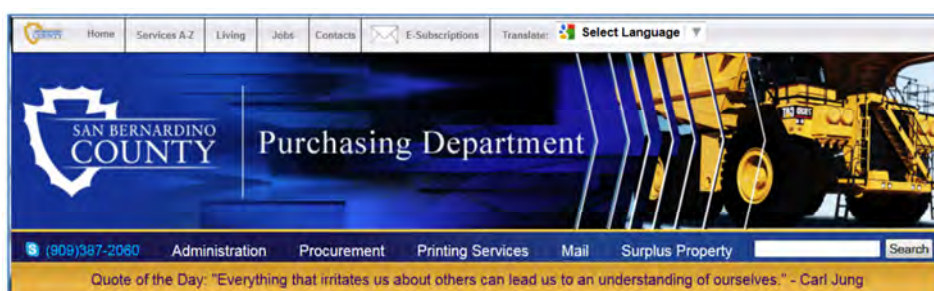 Home Services A-Z Living Jobs Contacts E-Subscriptions Translate: Select Language ▼
SAN BERNARDINO
COUNTY
Purchasing Department
CAT
(909)387-2060 Administration Procurement Printing Services Mail Surplus Property Search
Quote of the Day: "Everything that irritates us about others can lead us to an understanding of ourselves." - Carl Jung